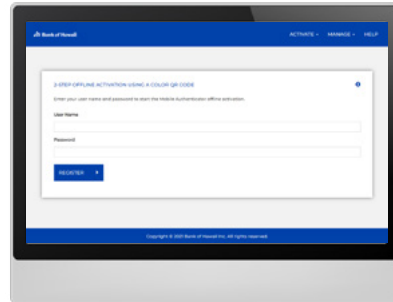 Bank of Hawaii
ACTIVATE
MANAGE
HELP
2-STEP OFFLINE ACTIVATION USING A COLOR QR CODE
Enter your user name and password to start the Mobile Authenticator offline activation.
User Name
Password
REGISTER
Copyright © 2021 Bank of Hawaii Inc. All rights reserved